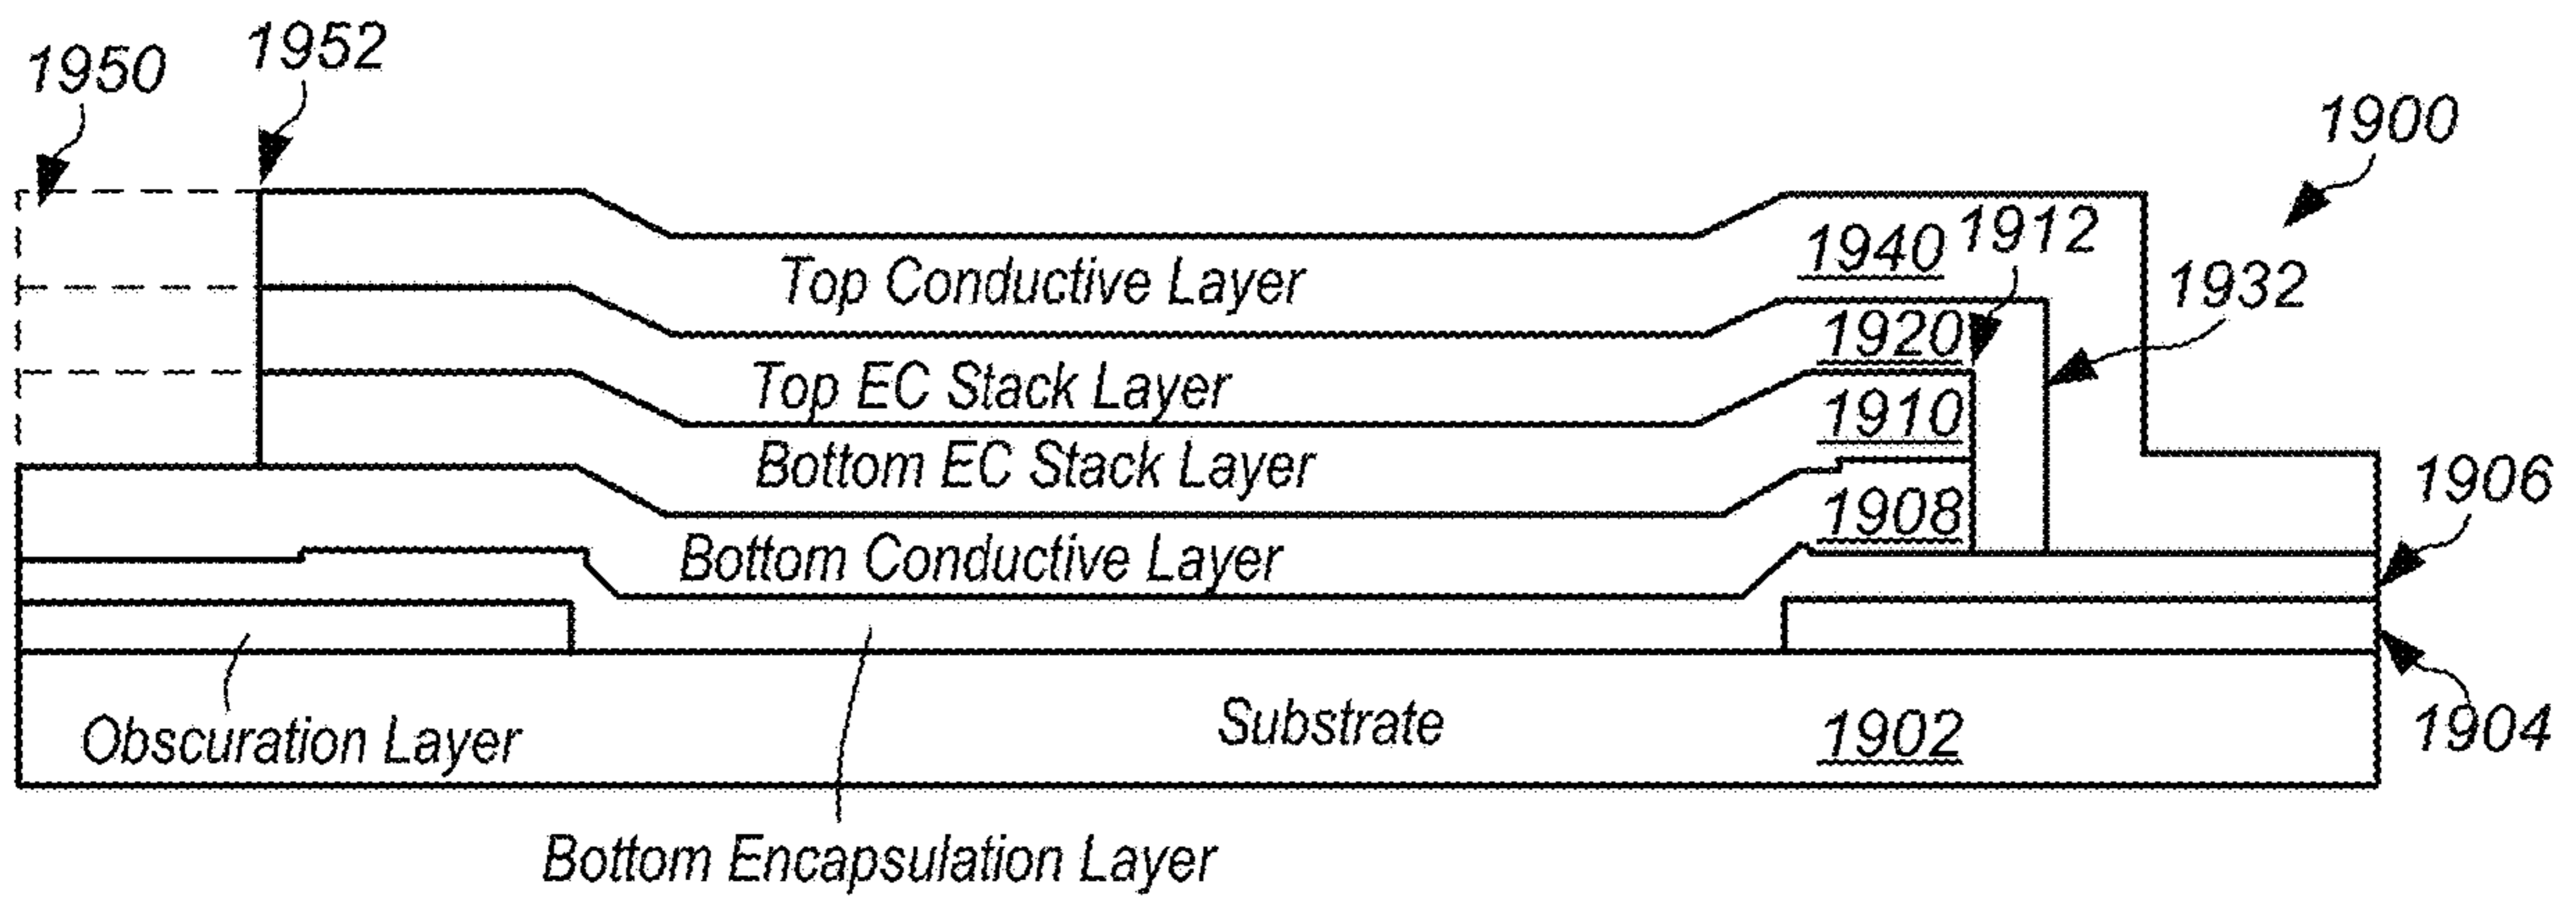 1950
1952
1900
1940
1912
1932
Top Conductive Layer
1920
Top EC Stack Layer
1910
Bottom EC Stack Layer
1908
1906
Bottom Conductive Layer
Obscuration Layer
Substrate
1902
1904
Bottom Encapsulation Layer